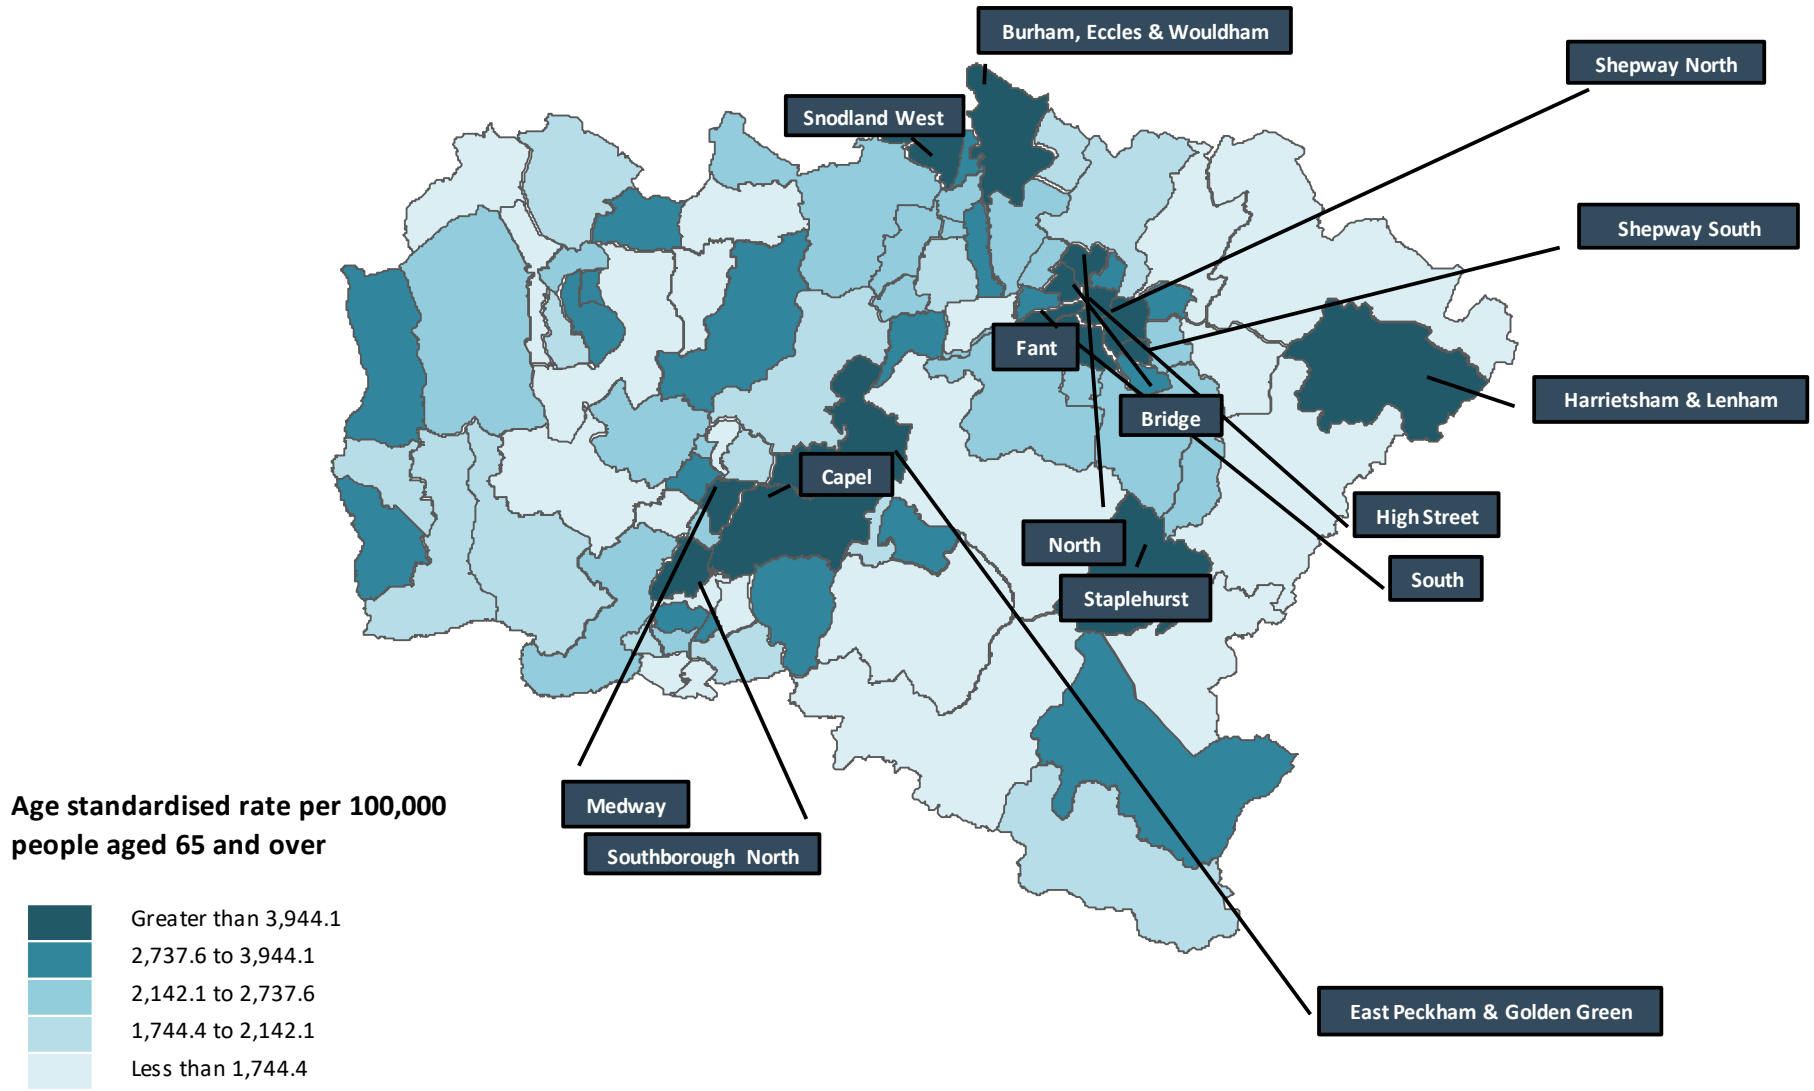 Burham, Eccles & Wouldham
Shepway North
Snodland West
Shepway South
Fant
Harrietsham & Lenham
Bridge
Capel
High Street
North
South
Staplehurst
Medway
Southborough North
East Peckham & Golden Green
Age standardised rate per 100,000
people aged 65 and over
Greater than 3,944.1
2,737.6 to 3,944.1
2,142.1 to 2,737.6
1,744.4 to 2,142.1
Less than 1,744.4